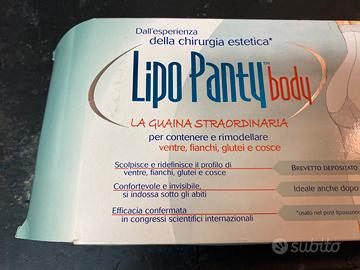 Dall'esperienza
della chirurgia estetica*
Lipo Panty™ body
LA GUAINA STRAORDINARIA
per contenere e rimodellare
ventre, fianchi, glutei e cosce
Scolpisce e ridefinisce il profilo di
ventre, fianchi, glutei e cosce
BREVETTO DEPOSITATO
Confortevole e invisibile,
si indossa sotto gli abiti
Ideale anche dopo
Efficacia confermata
in congressi scientifici internazionali
*usato nel post liposuzion
subito